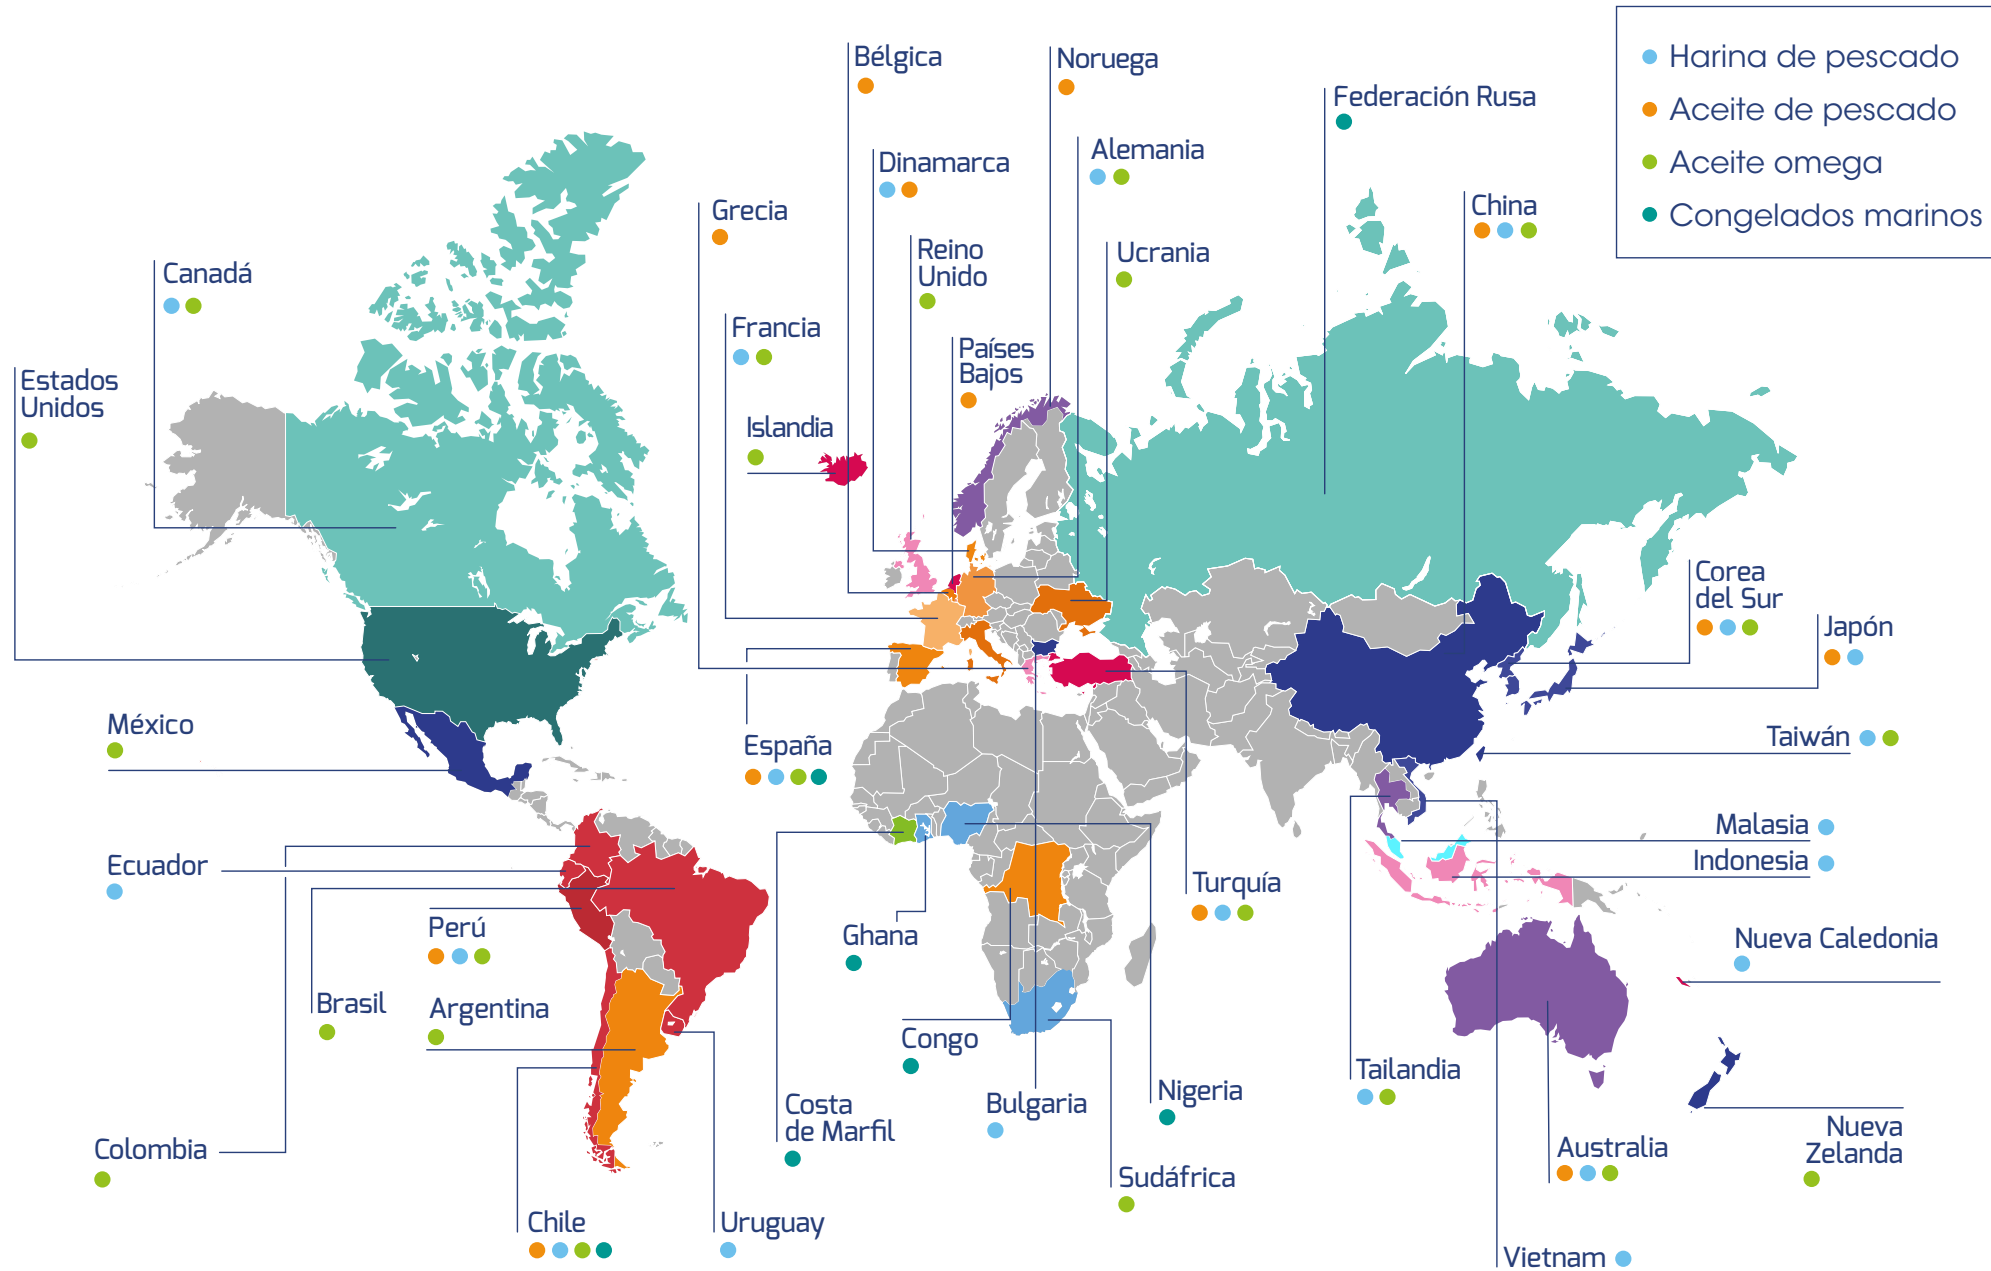 Harina de pescado
Aceite de pescado
Aceite omega
Congelados marinos
Bélgica
Noruega
Federación Rusa
Dinamarca
Alemania
Grecia
China
Reino
Unido
Ucrania
Canadá
Francia
Países
Bajos
Estados
Unidos
Islandia
Corea
del Sur
Japón
México
España
Taiwán
Malasia
Indonesia
Ecuador
Perú
Turquía
Ghana
Nueva Caledonia
Brasil
Argentina
Congo
Tailandia
Nigeria
Costa
de Marfil
Bulgaria
Nueva
Zelanda
Colombia
Australia
Sudáfrica
Chile
Uruguay
Vietnam